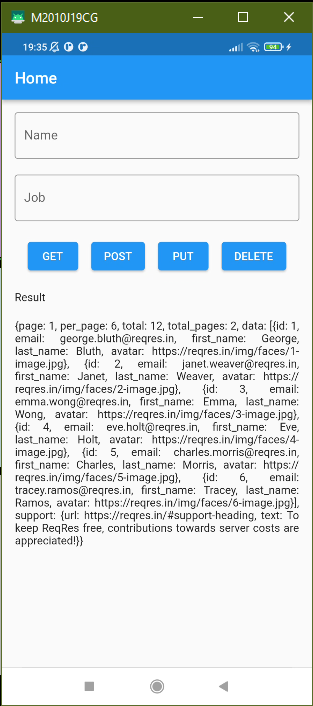 M2010J19CG
19:35
94
Home
Name
Job
GET POST PUT DELETE
Result
{page: 1, per_page: 6, total: 12, total_pages: 2, data: [{id: 1,
email: george.bluth@reqres.in, first_name: George,
last_name: Bluth, avatar: https://reqres.in/img/faces/1-
image.jpg}, {id: 2, email: janet.weaver@reqres.in,
first_name: Janet, last_name: Weaver, avatar: https://
reqres.in/img/faces/2-image.jpg}, {id: 3, email:
emma.wong@reqres.in, first_name: Emma, last_name:
Wong, avatar: https://reqres.in/img/faces/3-image.jpg},
{id: 4, email: eve.holt@reqres.in, first_name: Eve,
last_name: Holt, avatar: https://reqres.in/img/faces/4-
image.jpg}, {id: 5, email: charles.morris@reqres.in,
first_name: Charles, last_name: Morris, avatar: https://
reqres.in/img/faces/5-image.jpg}, {id: 6, email:
tracey.ramos@reqres.in, first_name: Tracey, last_name:
Ramos, avatar: https://reqres.in/img/faces/6-image.jpg}],
support: {url: https://reqres.in/#support-heading, text: To
keep ReqRes free, contributions towards server costs are
appreciated!}}